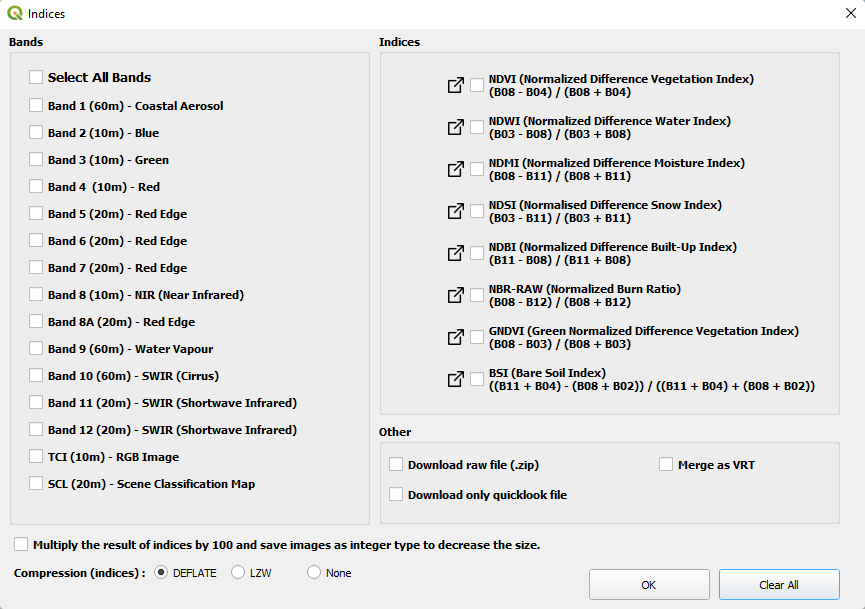 Indices
Bands
Select All Bands
Band 1 (60m) - Coastal Aerosol
Band 2 (10m) - Blue
Band 3 (10m) - Green
Band 4  (10m) - Red
Band 5 (20m) - Red Edge
Band 6 (20m) - Red Edge
Band 7 (20m) - Red Edge
Band 8 (10m) - NIR (Near Infrared)
Band 8A (20m) - Red Edge
Band 9 (60m) - Water Vapour
Band 10 (60m) - SWIR (Cirrus)
Band 11 (20m) - SWIR (Shortwave Infrared)
Band 12 (20m) - SWIR (Shortwave Infrared)
TCI (10m) - RGB Image
SCL (20m) - Scene Classification Map
Indices
NDVI (Normalized Difference Vegetation Index)
(B08 - B04) / (B08 + B04)
NDWI (Normalized Difference Water Index)
(B03 - B08) / (B03 + B08)
NDMI (Normalized Difference Moisture Index)
(B08 - B11) / (B08 + B11)
NDSI (Normalised Difference Snow Index)
(B03 - B11) / (B03 + B11)
NDBI (Normalized Difference Built-Up Index)
(B11 - B08) / (B11 + B08)
NBR-RAW (Normalized Burn Ratio)
(B08 - B12) / (B08 + B12)
GNDVI (Green Normalized Difference Vegetation Index)
(B08 - B03) / (B08 + B03)
BSI (Bare Soil Index)
((B11 + B04) - (B08 + B02)) / ((B11 + B04) + (B08 + B02))
Other
Download raw file (.zip)
Merge as VRT
Download only quicklook file
Multiply the result of indices by 100 and save images as integer type to decrease the size.
Compression (indices) : DEFLATE LZW None
OK
Clear All